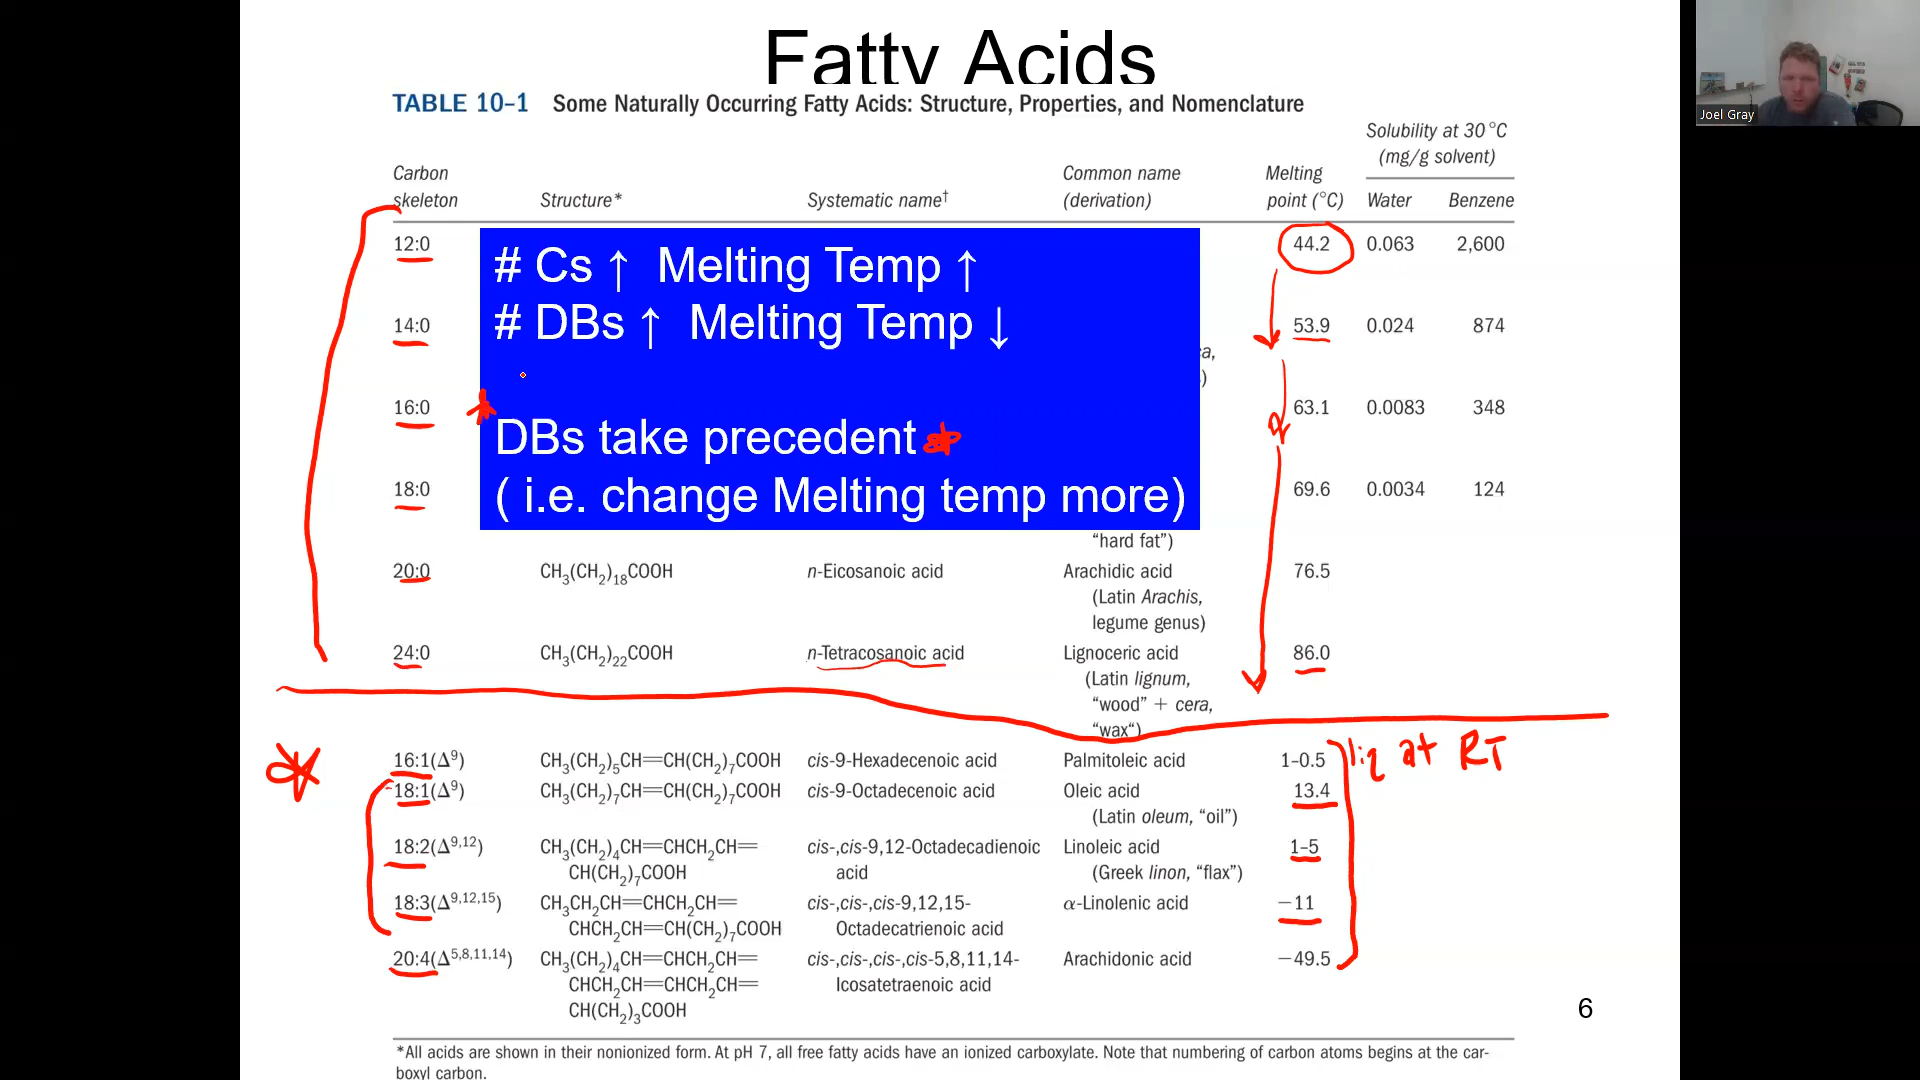 Fatty Acids
Joel Gray
TABLE 10–1 Some Naturally Occurring Fatty Acids: Structure, Properties, and Nomenclature
Solubility at 30 °C
(mg/g solvent)
Carbon skeleton Structure* Systematic name† Common name (derivation) Melting point (°C) Water Benzene
12:0 44.2 0.063 2,600
# Cs ↑ Melting Temp ↑
14:0 53.9 0.024 874
# DBs ↑ Melting Temp ↓
16:0 63.1 0.0083 348
DBs take precedent
18:0 69.6 0.0034 124
( i.e. change Melting temp more)
“hard fat”)
20:0 CH₃(CH₂)₁₈COOH n-Eicosanoic acid Arachidic acid 76.5
(Latin Arachis,
legume genus)
24:0 CH₃(CH₂)₂₂COOH n-Tetracosanoic acid Lignoceric acid 86.0
(Latin lignum,
“wood” + cera,
“wax“)
liq at RT
16:1(Δ⁹) CH₃(CH₂)₅CH═CH(CH₂)₇COOH cis-9-Hexadecenoic acid Palmitoleic acid 1–0.5
18:1(Δ⁹) CH₃(CH₂)₇CH═CH(CH₂)₇COOH cis-9-Octadecenoic acid Oleic acid 13.4
(Latin oleum, “oil”)
18:2(Δ⁹,¹²) CH₃(CH₂)₄CH═CHCH₂CH═ cis-,cis-9,12-Octadecadienoic Linoleic acid 1–5
CH(CH₂)₇COOH acid (Greek linon, “flax”)
18:3(Δ⁹,¹²,¹⁵) CH₃CH₂CH═CHCH₂CH═ cis-,cis-,cis-9,12,15- α-Linolenic acid −11
CHCH₂CH═CH(CH₂)₇COOH Octadecatrienoic acid
20:4(Δ⁵,⁸,¹¹,¹⁴) CH₃(CH₂)₄CH═CHCH₂CH═ cis-,cis-,cis-,cis-5,8,11,14- Arachidonic acid −49.5
CHCH₂CH═CHCH₂CH═ Icosatetraenoic acid
CH(CH₂)₃COOH
6
*All acids are shown in their nonionized form. At pH 7, all free fatty acids have an ionized carboxylate. Note that numbering of carbon atoms begins at the car-
boxyl carbon.